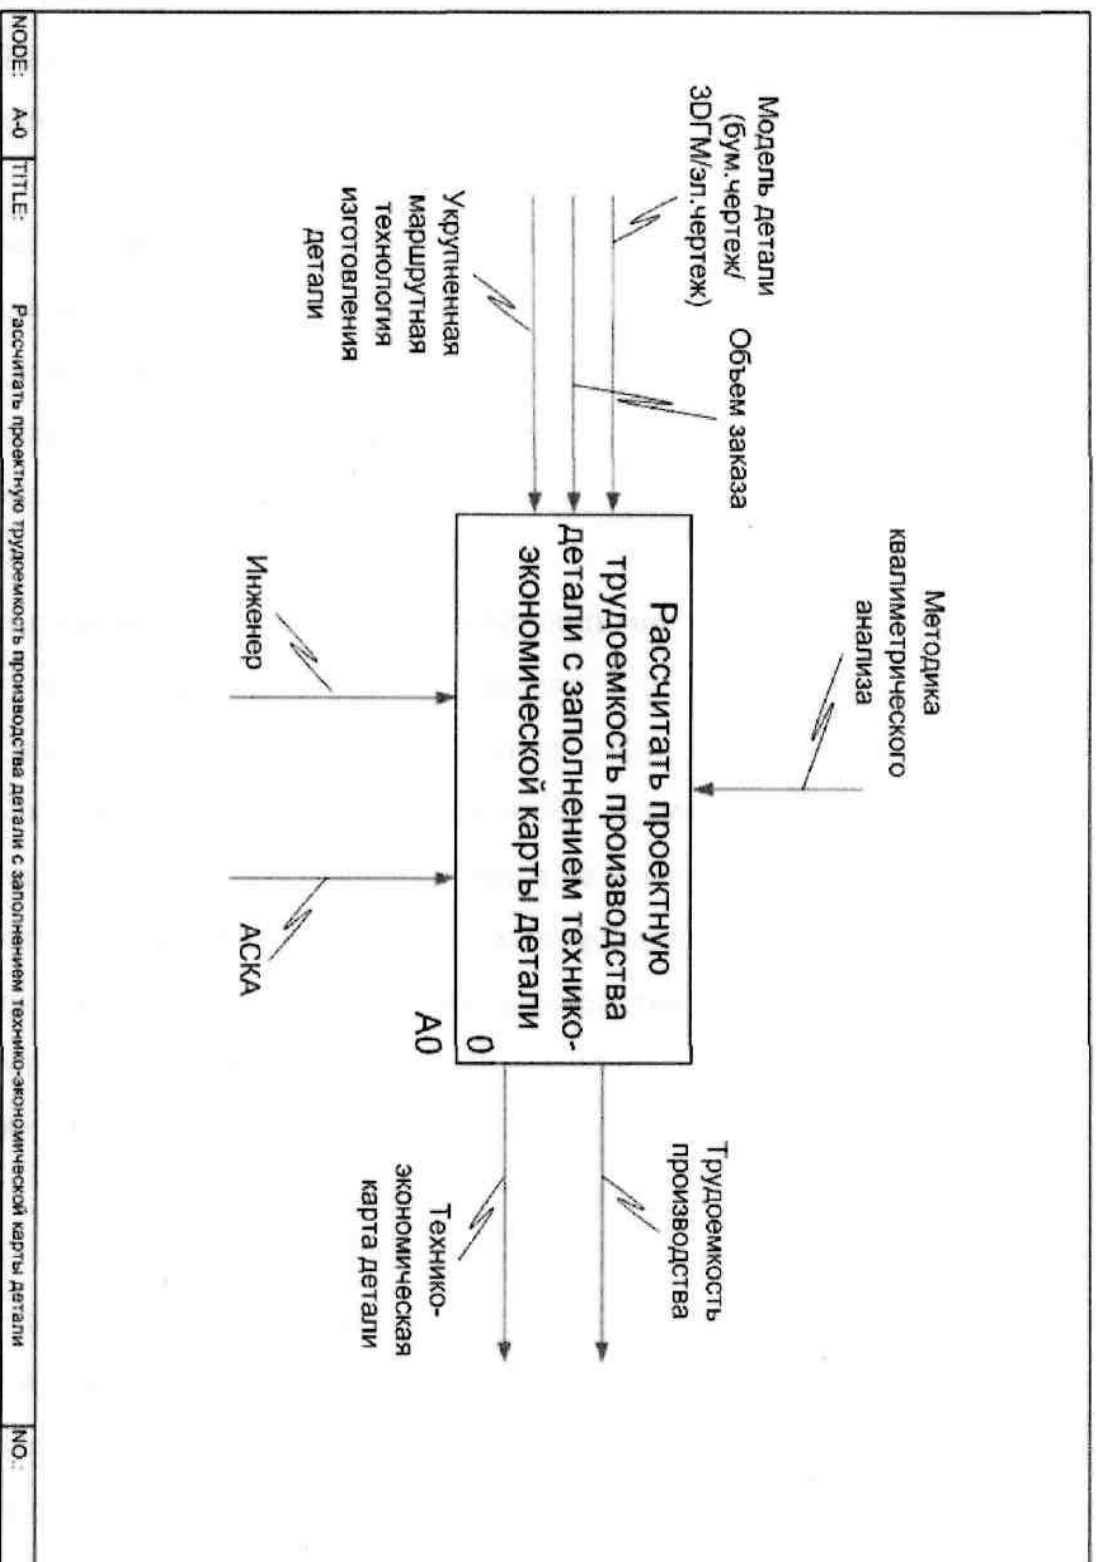 Методика
квалиметрического
анализа
Модель детали
(бум.чертеж/
3DГМ/эл.чертеж)
Объем заказа
Укрупненная
маршрутная
технология
изготовления
детали
Рассчитать проектную
трудоемкость производства
детали с заполнением технико-
экономической карты детали
0
А0
Трудоемкость
производства
Технико-
экономическая
карта детали
Инженер
АСКА
NODE: A-0 TITLE: Рассчитать проектную трудоемкость производства детали с заполнением технико-экономической карты детали NO.: